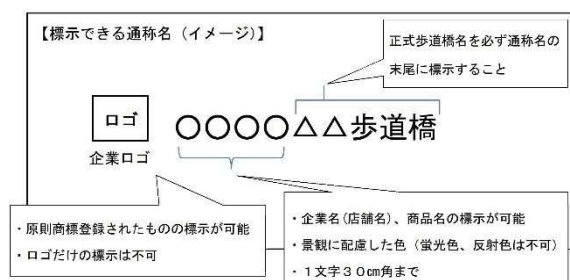 【標示できる通称名（イメージ）】
正式歩道橋名を必ず通称名の
末尾に標示すること
ロゴ
○○○○△△歩道橋
企業ロゴ
・原則商標登録されたものの標示が可能
・ロゴだけの標示は不可
・企業名(店舗名)、商品名の標示が可能
・景観に配慮した色（蛍光色、反射色は不可）
・１文字３０㎝角まで